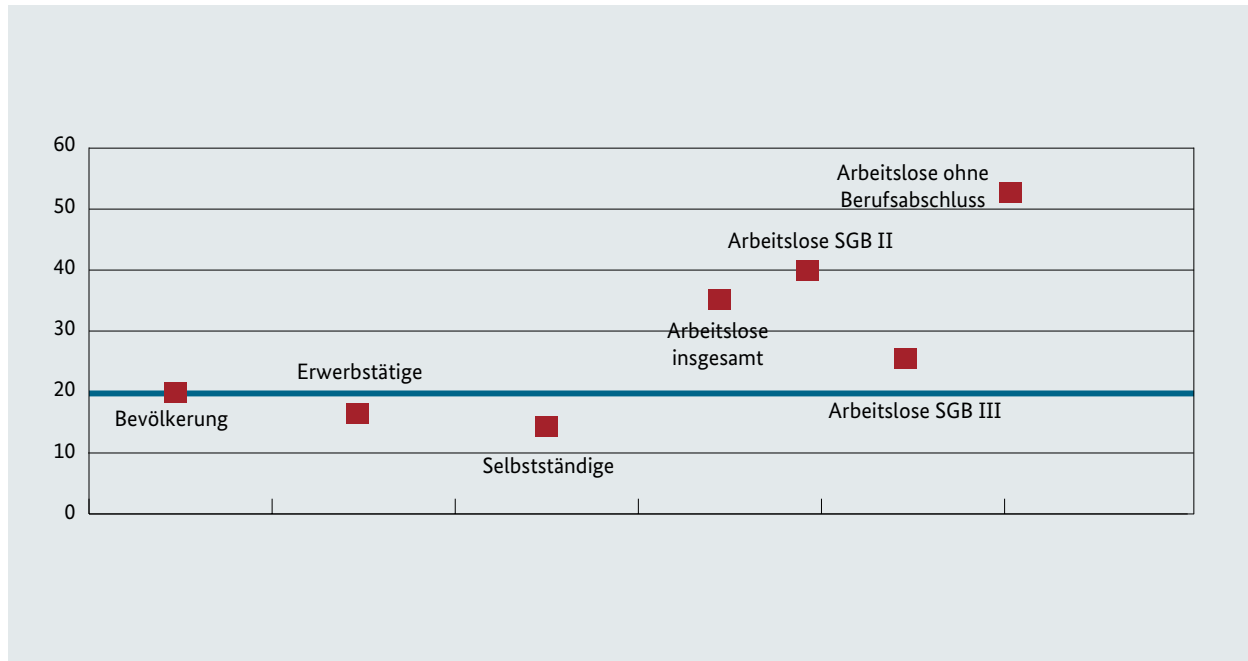 60
50
40
30
20
10
0
Arbeitslose ohne
Berufsabschluss
Arbeitslose SGB II
Arbeitslose
insgesamt
Erwerbstätige
Bevölkerung
Arbeitslose SGB III
Selbstständige